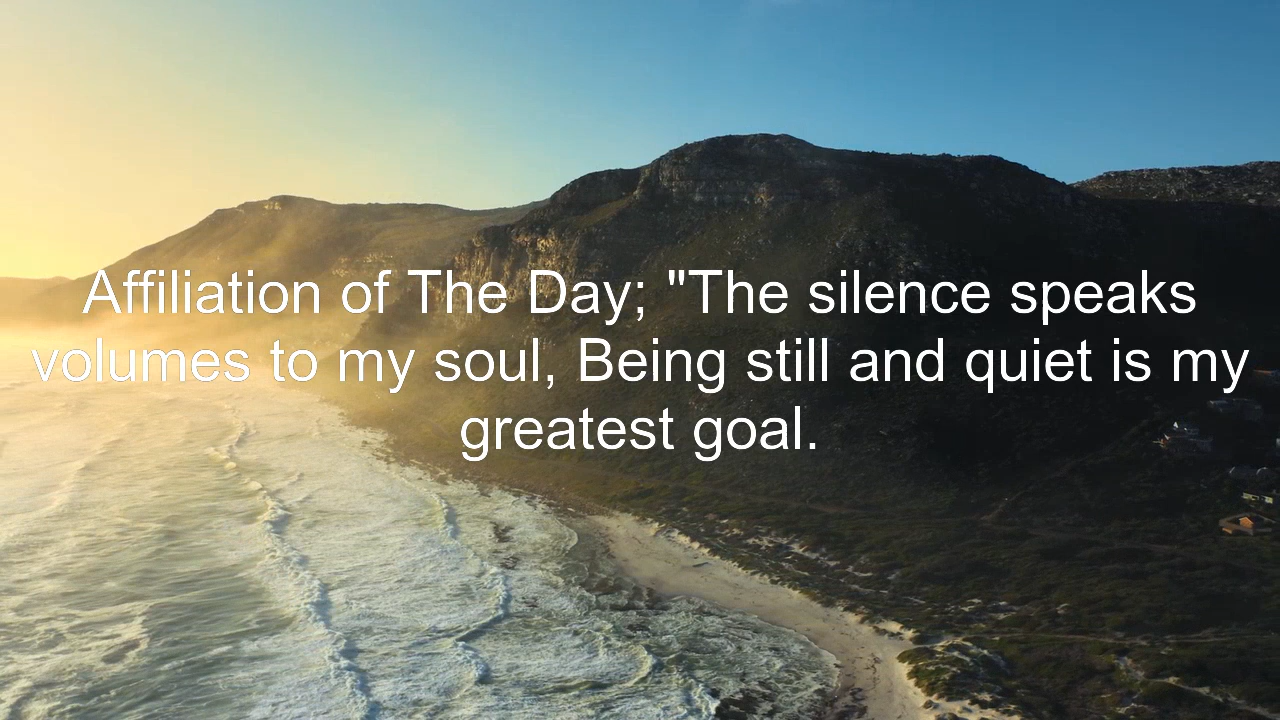 Affiliation of The Day; "The silence speaks
volumes to my soul, Being still and quiet is my
greatest goal.